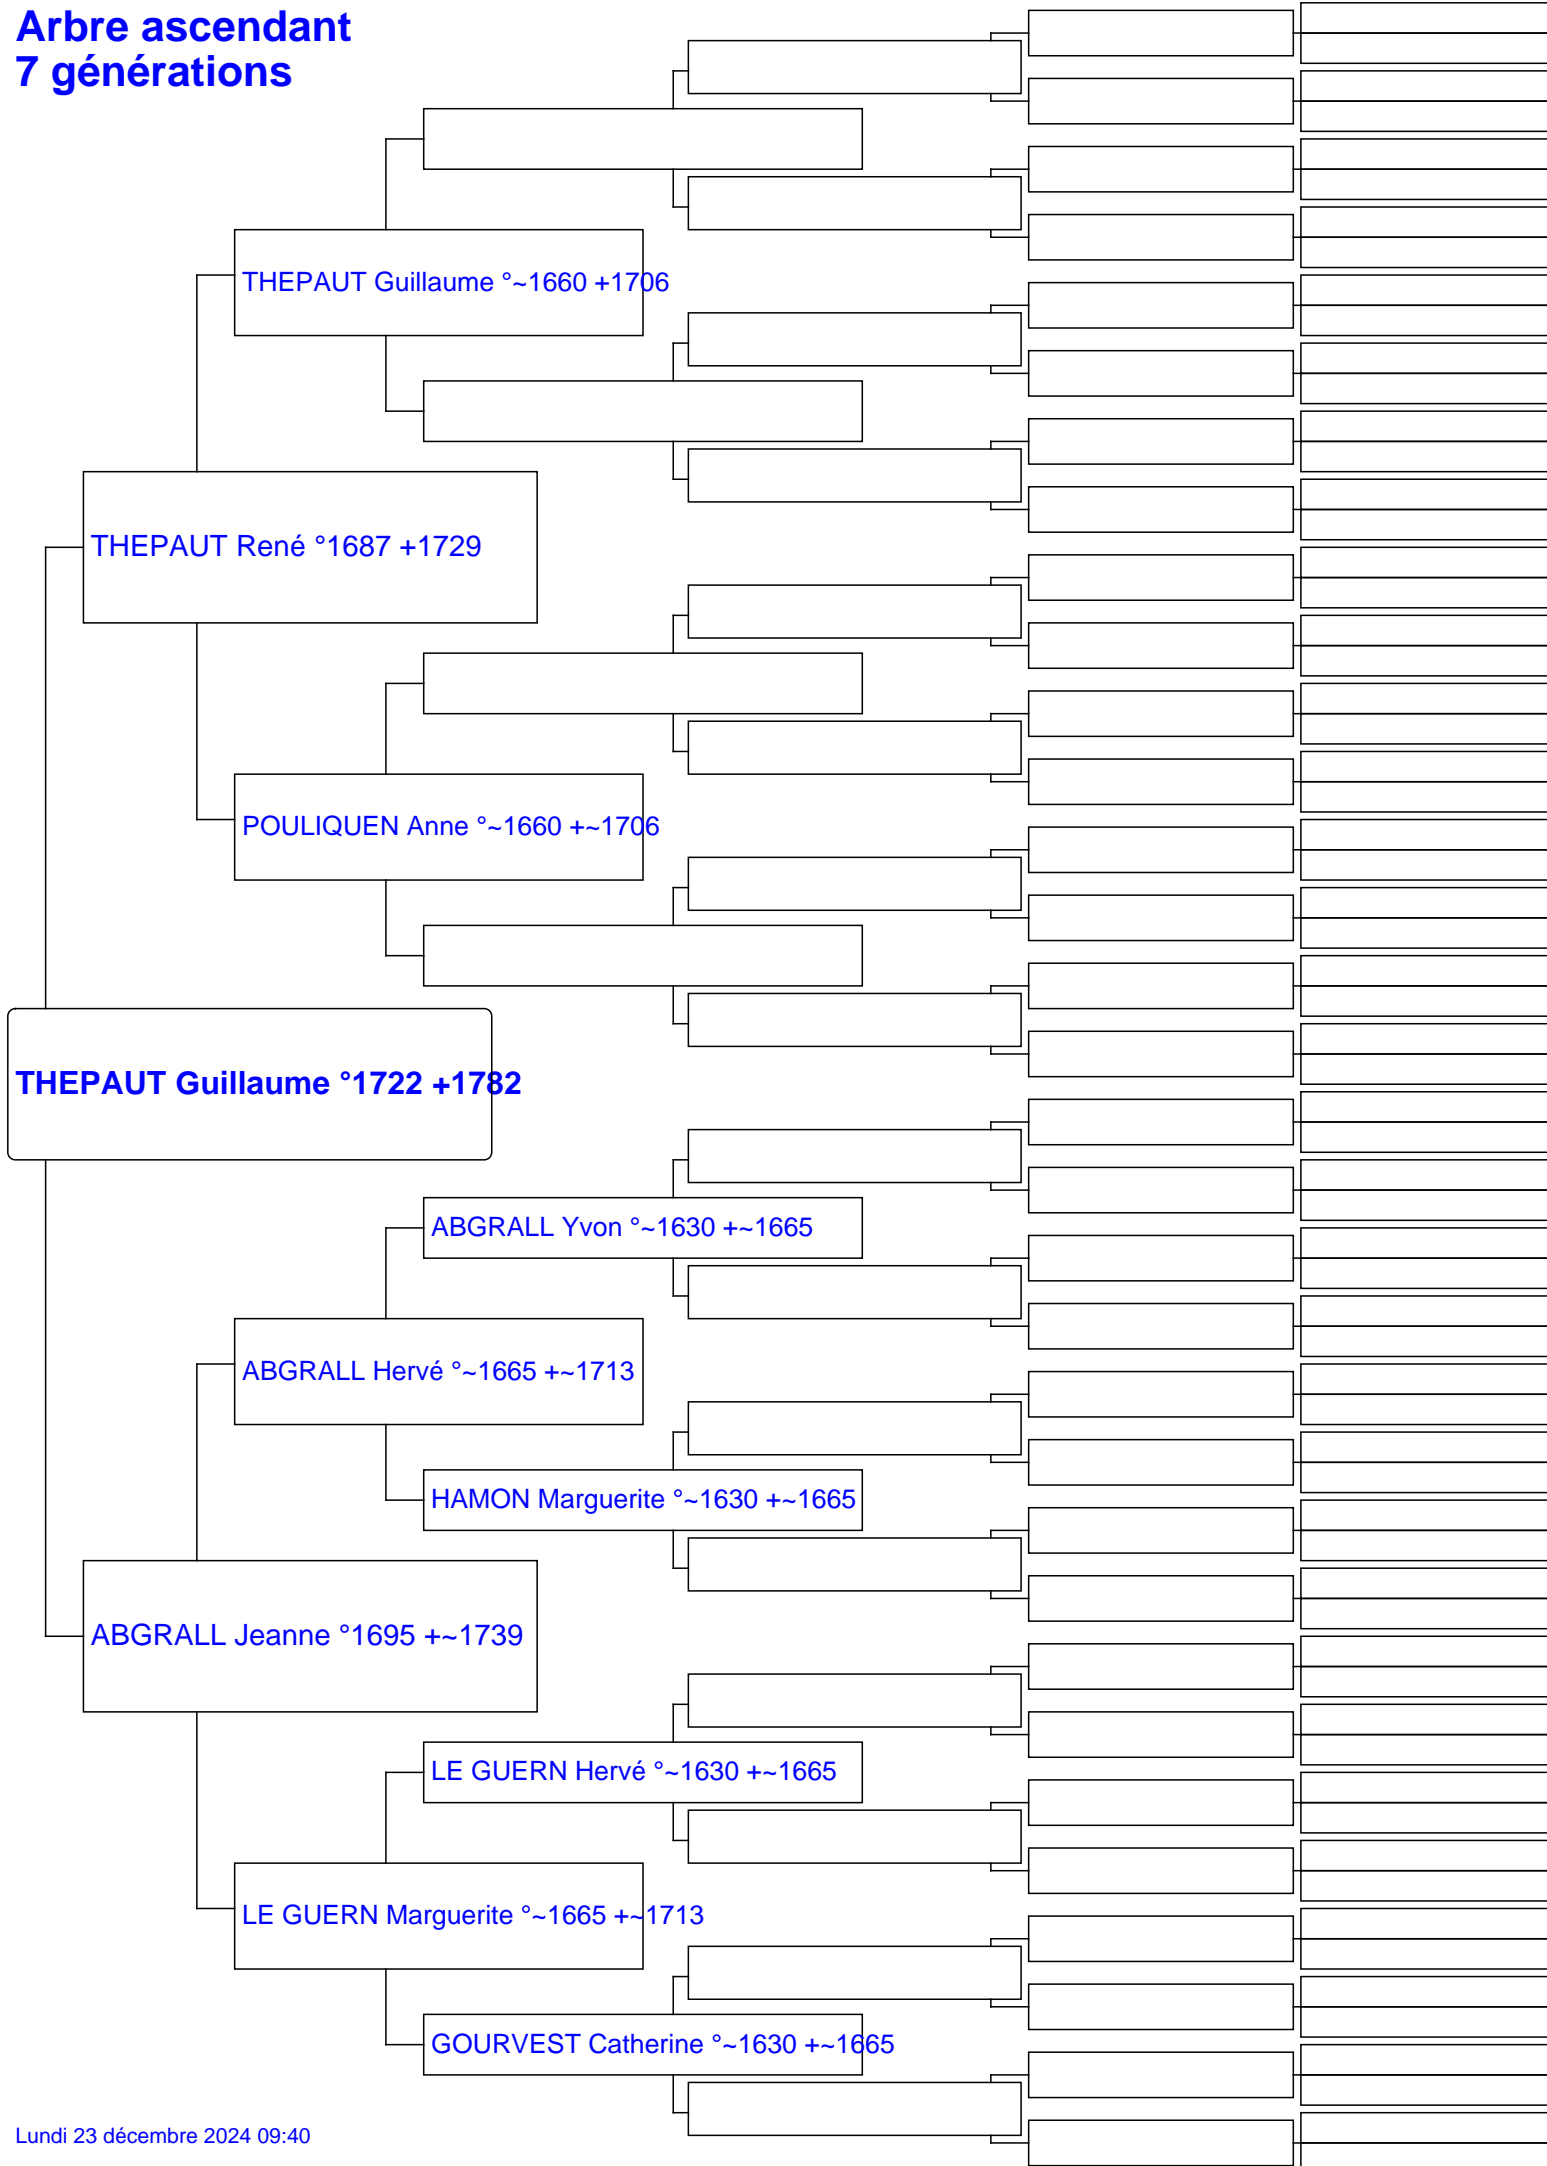 Arbre ascendant
7 générations
THEPAUT Guillaume °~1660 +1706
THEPAUT René °1687 +1729
POULIQUEN Anne °~1660 +~1706
THEPAUT Guillaume °1722 +1782
ABGRALL Yvon °~1630 +~1665
ABGRALL Hervé °~1665 +~1713
HAMON Marguerite °~1630 +~1665
ABGRALL Jeanne °1695 +~1739
LE GUERN Hervé °~1630 +~1665
LE GUERN Marguerite °~1665 +~1713
GOURVEST Catherine °~1630 +~1665
Lundi 23 décembre 2024 09:40